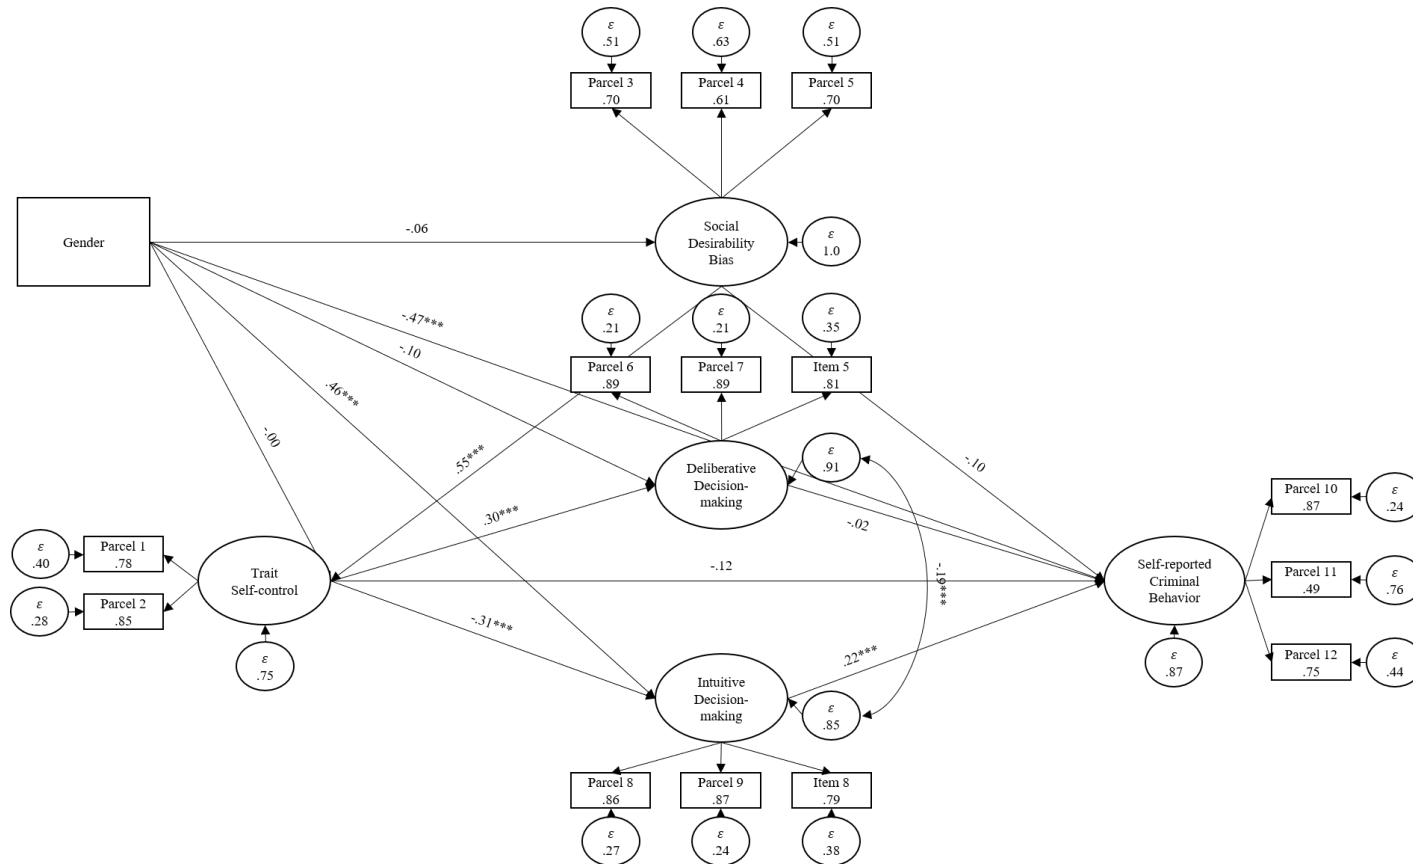 ε
.51
ε
.63
ε
.51
Parcel 3
.70
Parcel 4
.61
Parcel 5
.70
Gender
-.06
Social
Desirability
Bias
ε
1.0
-.47***
-.10
.46***
-.00
ε
.21
ε
.21
ε
.35
Parcel 6
.89
Parcel 7
.89
Item 5
.81
.55***
Deliberative
Decision-
making
ε
.91
-.10
-.02
.30***
-.12
-.19***
ε
.40
Parcel 1
.78
ε
.28
Parcel 2
.85
Trait
Self-control
ε
.75
-.31***
.22***
Self-reported
Criminal
Behavior
ε
.87
Parcel 10
.87
ε
.24
Parcel 11
.49
ε
.76
Parcel 12
.75
ε
.44
Intuitive
Decision-
making
ε
.85
Parcel 8
.86
Parcel 9
.87
Item 8
.79
ε
.27
ε
.24
ε
.38